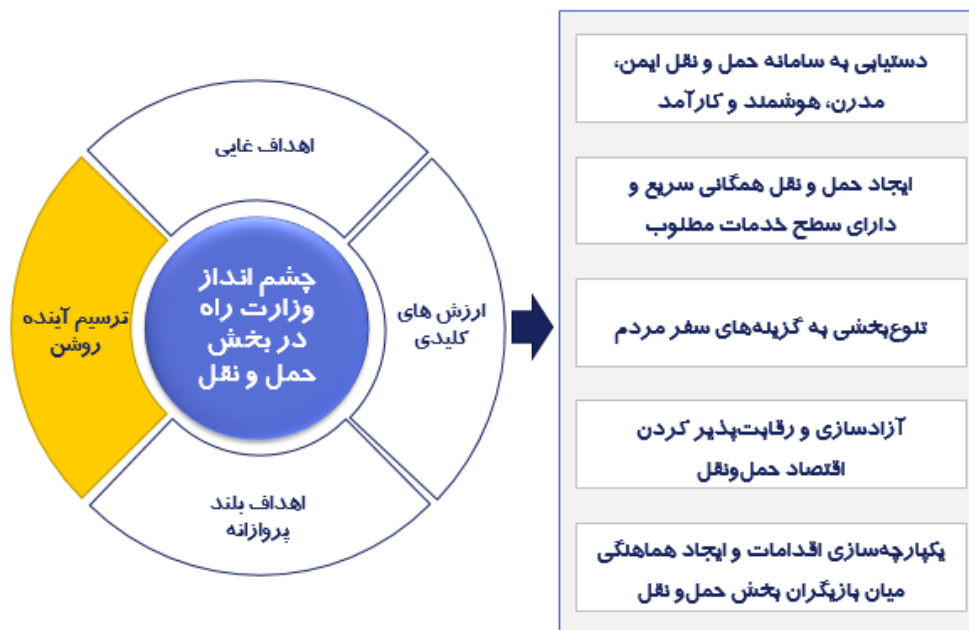 اهداف غایی
ارزش های
کلیدی
اهداف بلند
پروازانه
ترسیم آینده
روشن
چشم انداز
وزارت راه
در بخش
حمل و نقل
دستیابی به سامانه حمل و نقل ایمن،
مدرن، هوشمند و کارآمد
ایجاد حمل و نقل همگانی سریع و
دارای سطح خدمات مطلوب
تنوع‌بخشی به گزینه‌های سفر مردم
آزادسازی و رقابت‌پذیر کردن
اقتصاد حمل‌ونقل
یکپارچه‌سازی اقدامات و ایجاد هماهنگی
میان بازیگران بخش حمل‌و نقل